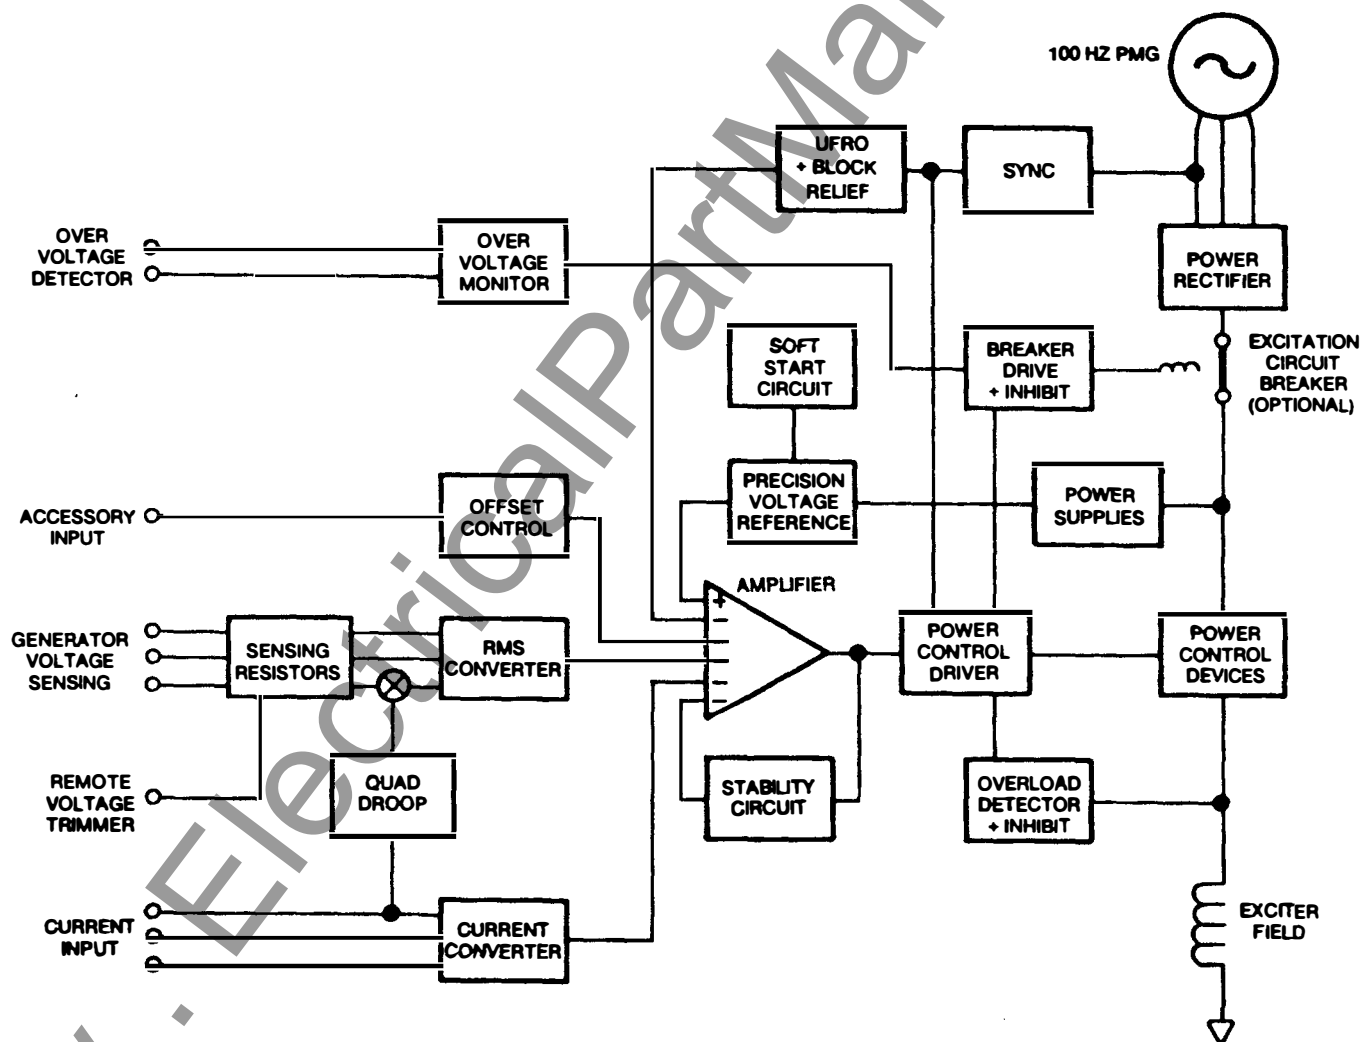 100 HZ PMG
UFRO
+ BLOCK
RELIEF
SYNC
OVER
VOLTAGE
DETECTOR
OVER
VOLTAGE
MONITOR
POWER
RECTIFIER
SOFT
START
CIRCUIT
BREAKER
DRIVE
+ INHIBIT
EXCITATION
CIRCUIT
BREAKER
(OPTIONAL)
ACCESSORY
INPUT
OFFSET
CONTROL
PRECISION
VOLTAGE
REFERENCE
POWER
SUPPLIES
AMPLIFIER
+
−
−
−
GENERATOR
VOLTAGE
SENSING
SENSING
RESISTORS
RMS
CONVERTER
POWER
CONTROL
DRIVER
POWER
CONTROL
DEVICES
REMOTE
VOLTAGE
TRIMMER
QUAD
DROOP
STABILITY
CIRCUIT
OVERLOAD
DETECTOR
+ INHIBIT
CURRENT
INPUT
CURRENT
CONVERTER
EXCITER
FIELD
. ElectricalPartMan